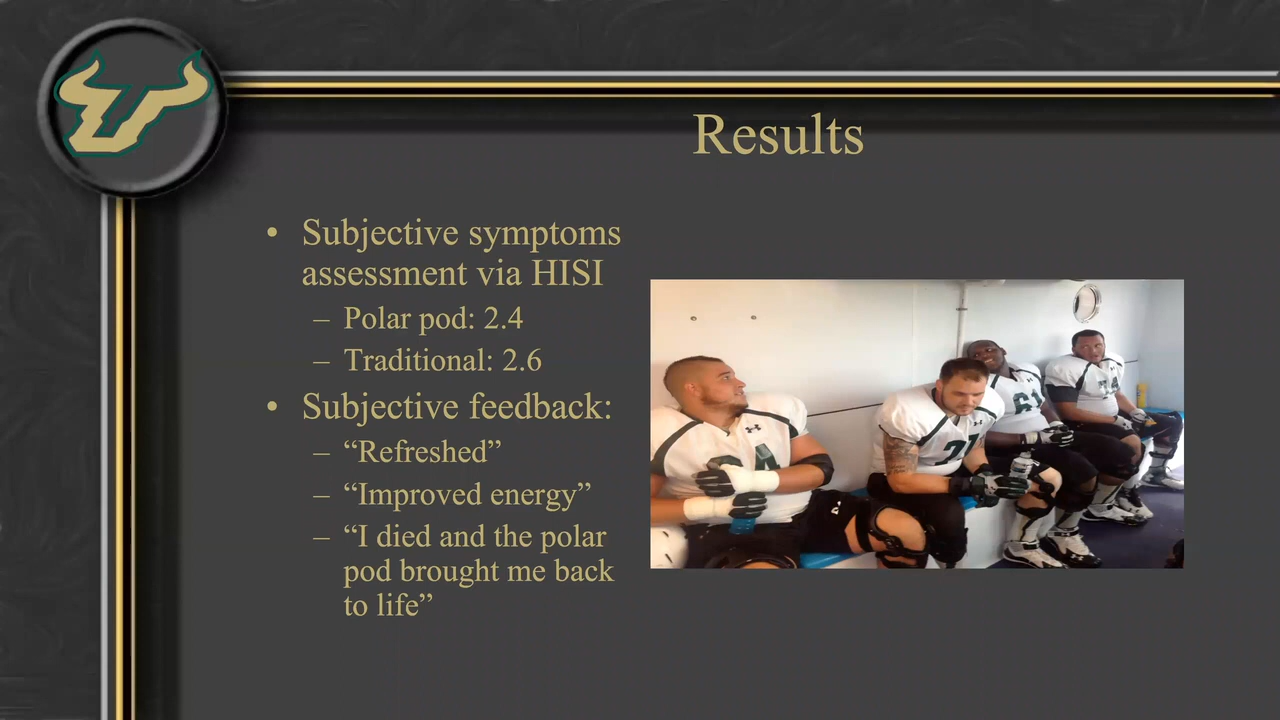 Results
• Subjective symptoms
assessment via HISI
– Polar pod: 2.4
– Traditional: 2.6
• Subjective feedback:
– “Refreshed”
– “Improved energy”
– “I died and the polar
pod brought me back
to life”
61